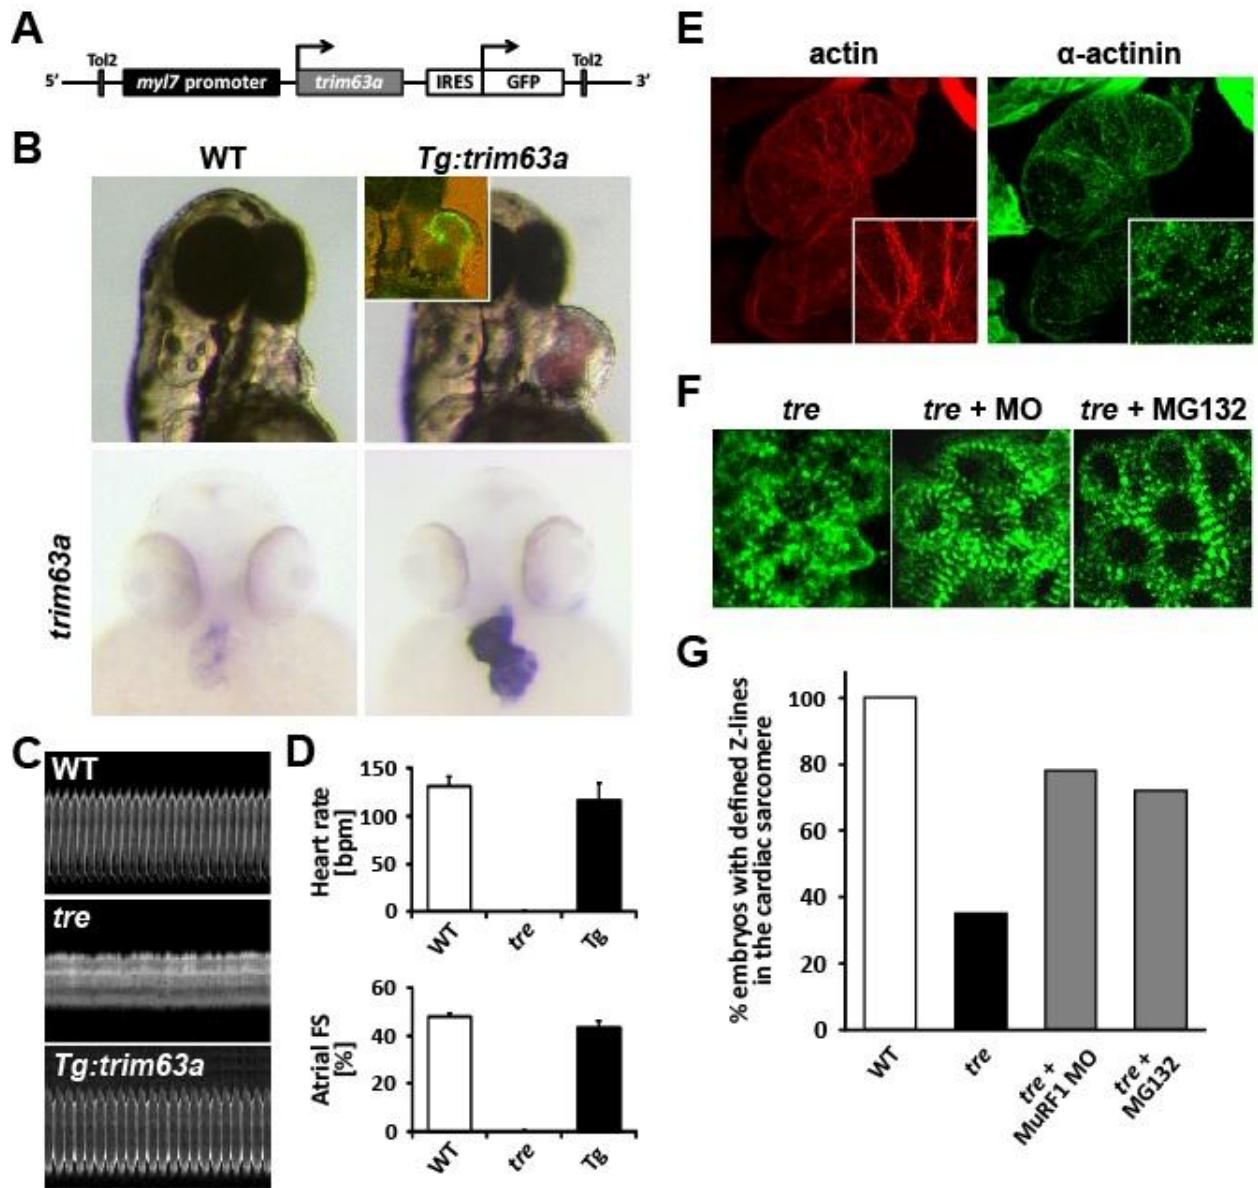 A
5’ Tol2 myl7 promoter trim63a IRES GFP Tol2 3’
B
WT Tg:trim63a
trim63a
C
WT
tre
Tg:trim63a
D
Heart rate
[bpm]
150
100
50
0
WT tre Tg
Atrial FS
[%]
60
40
20
0
WT tre Tg
E
actin α-actinin
F
tre tre + MO tre + MG132
G
% embryos with defined Z-lines
in the cardiac sarcomere
100
80
60
40
20
0
WT
tre
tre +
MuRF1 MO
tre +
MG132